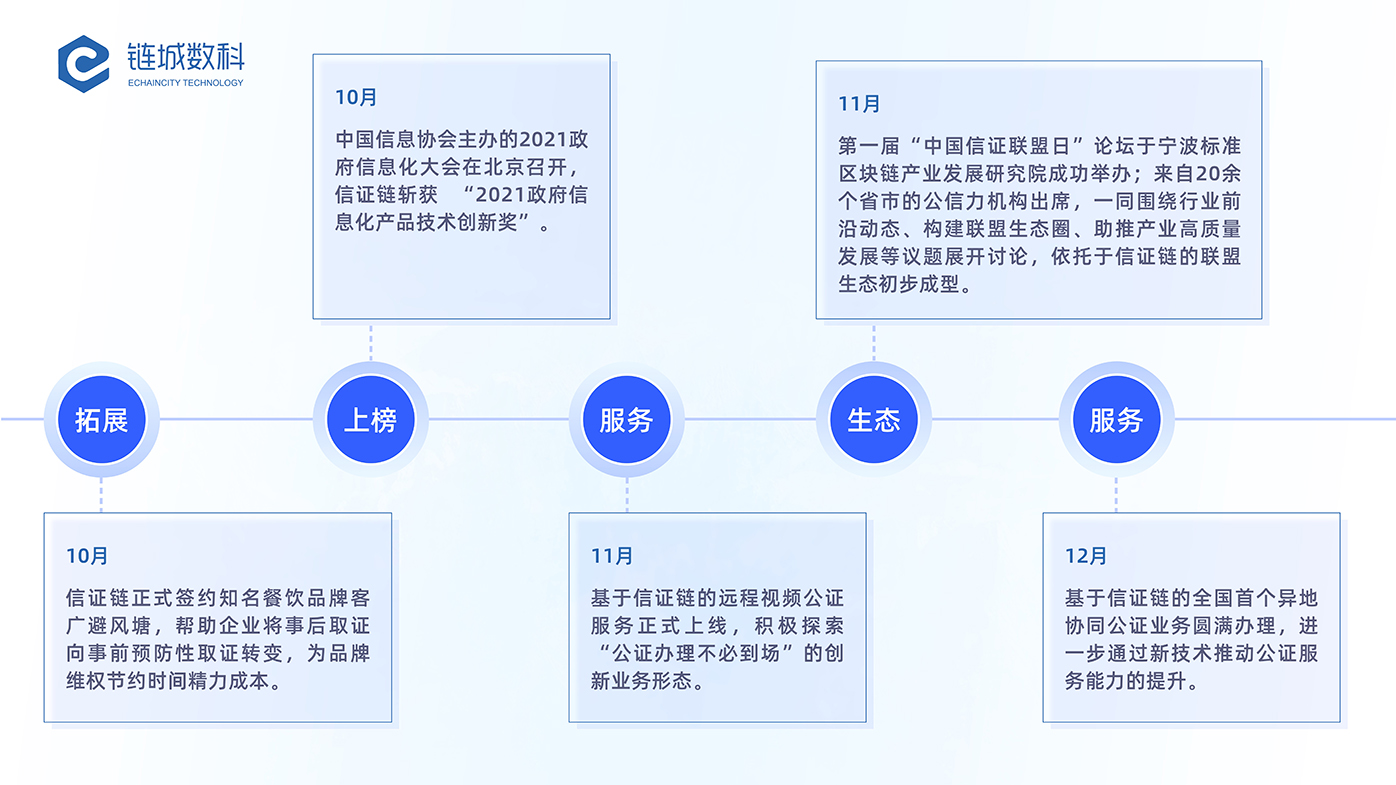 链城数科
ECHAINCITY TECHNOLOGY
10月
中国信息协会主办的2021政
府信息化大会在北京召开，
信证链斩获 “2021政府信
息化产品技术创新奖”。
11月
第一届“中国信证联盟日”论坛于宁波标准
区块链产业发展研究院成功举办；来自20余
个省市的公信力机构出席，一同围绕行业前
沿动态、构建联盟生态圈、助推产业高质量
发展等议题展开讨论，依托于信证链的联盟
生态初步成型。
拓展
上榜
服务
生态
服务
10月
信证链正式签约知名餐饮品牌客
广避风塘，帮助企业将事后取证
向事前预防性取证转变，为品牌
维权节约时间精力成本。
11月
基于信证链的远程视频公证
服务正式上线，积极探索
“公证办理不必到场”的创
新业务形态。
12月
基于信证链的全国首个异地
协同公证业务圆满办理，进
一步通过新技术推动公证服
务能力的提升。